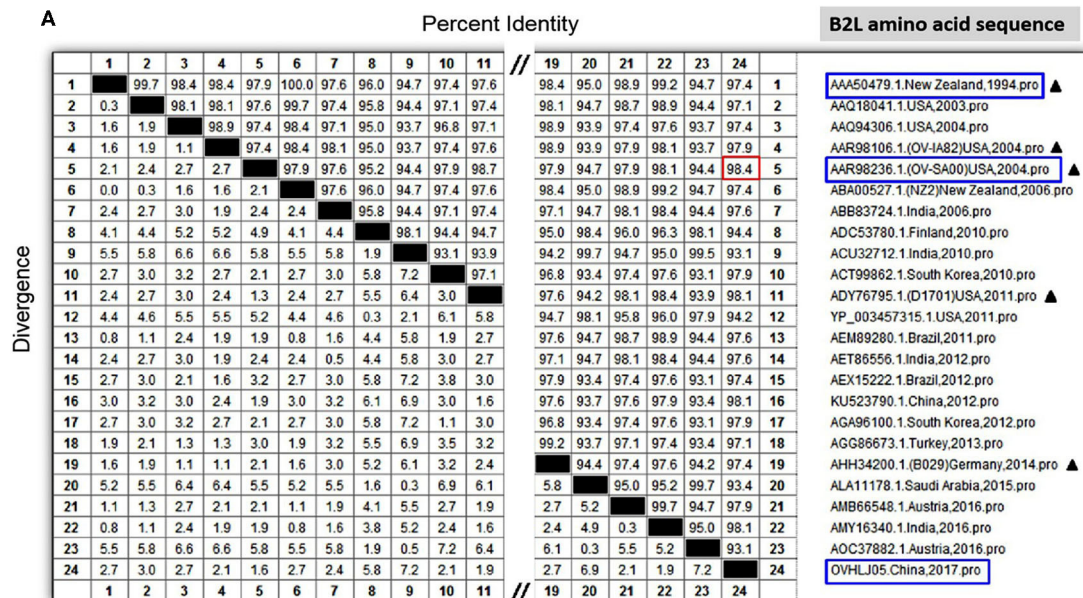 A Percent Identity B2L amino acid sequence
1 2 3 4 5 6 7 8 9 10 11 // 19 20 21 22 23 24
1 99.7 98.4 98.4 97.9 100.0 97.6 96.0 94.7 97.4 97.6 98.4 95.0 98.9 99.2 94.7 97.4 1 AAA50479.1.New Zealand,1994.pro ▲
2 0.3 98.1 98.1 97.6 99.7 97.4 95.8 94.4 97.1 97.4 98.1 94.7 98.7 98.9 94.4 97.1 2 AAQ18041.1.USA,2003.pro
3 1.6 1.9 98.9 97.4 98.4 97.1 95.0 93.7 96.8 97.1 98.9 93.9 97.4 97.6 93.7 97.4 3 AAQ94306.1.USA,2004.pro
4 1.6 1.9 1.1 97.4 98.4 98.1 95.0 93.7 97.4 97.6 98.9 93.9 97.9 98.1 93.7 97.9 4 AAR98106.1.(OV-IA82)USA,2004.pro ▲
5 2.1 2.4 2.7 2.7 97.9 97.6 95.2 94.4 97.9 98.7 97.9 94.7 97.9 98.1 94.4 98.4 5 AAR98236.1.(OV-SA00)USA,2004.pro ▲
6 0.0 0.3 1.6 1.6 2.1 97.6 96.0 94.7 97.4 97.6 98.4 95.0 98.9 99.2 94.7 97.4 6 ABA00527.1.(NZ2)New Zealand,2006.pro
7 2.4 2.7 3.0 1.9 2.4 2.4 95.8 94.4 97.1 97.4 97.1 94.7 98.1 98.4 94.4 97.6 7 ABB83724.1.India,2006.pro
8 4.1 4.4 5.2 5.2 4.9 4.1 4.4 98.1 94.4 94.7 95.0 98.4 96.0 96.3 98.1 94.4 8 ADC53780.1.Finland,2010.pro
9 5.5 5.8 6.6 6.6 5.8 5.5 5.8 1.9 93.1 93.9 94.2 99.7 94.7 95.0 99.5 93.1 9 ACU32712.1.India,2010.pro
10 2.7 3.0 3.2 2.7 2.1 2.7 3.0 5.8 7.2 97.1 96.8 93.4 97.4 97.6 93.1 97.9 10 ACT99862.1.South Korea,2010.pro
11 2.4 2.7 3.0 2.4 1.3 2.4 2.7 5.5 6.4 3.0 97.6 94.2 98.1 98.4 93.9 98.1 11 ADY76795.1.(D1701)USA,2011.pro ▲
12 4.4 4.6 5.5 5.5 5.2 4.4 4.6 0.3 2.1 6.1 5.8 94.7 98.1 95.8 96.0 97.9 94.2 12 YP_003457315.1.USA,2011.pro
13 0.8 1.1 2.4 1.9 1.9 0.8 1.6 4.4 5.8 1.9 2.7 97.6 94.7 98.7 98.9 94.4 97.6 13 AEM89280.1.Brazil,2011.pro
14 2.4 2.7 3.0 1.9 2.4 2.4 0.5 4.4 5.8 3.0 2.7 97.1 94.7 98.1 98.4 94.4 97.6 14 AET86556.1.India,2012.pro
15 2.7 3.0 2.1 1.6 3.2 2.7 3.0 5.8 7.2 3.8 3.0 97.9 93.4 97.4 97.6 93.1 97.4 15 AEX15222.1.Brazil,2012.pro
16 3.0 3.2 3.0 2.4 1.9 3.0 3.2 6.1 6.9 3.0 1.6 97.6 93.7 97.6 97.9 93.4 98.1 16 KU523790.1.China,2012.pro
17 2.7 3.0 3.2 2.7 2.1 2.7 3.0 5.8 7.2 1.1 3.0 96.8 93.4 97.4 97.6 93.1 97.9 17 AGA96100.1.South Korea,2012.pro
18 1.9 2.1 1.3 1.3 3.0 1.9 3.2 5.5 6.9 3.5 3.2 99.2 93.7 97.1 97.4 93.4 97.1 18 AGG86673.1.Turkey,2013.pro
19 1.6 1.9 1.1 1.1 2.1 1.6 3.0 5.2 6.1 3.2 2.4 94.4 97.4 97.6 94.2 97.4 19 AHH34200.1.(B029)Germany,2014.pro ▲
20 5.2 5.5 6.4 6.4 5.5 5.2 5.5 1.6 0.3 6.9 6.1 5.8 95.0 95.2 99.7 93.4 20 ALA11178.1.Saudi Arabia,2015.pro
21 1.1 1.3 2.7 2.1 2.1 1.1 1.9 4.1 5.5 2.7 1.9 2.7 5.2 99.7 94.7 97.9 21 AMB66548.1.Austria,2016.pro
22 0.8 1.1 2.4 1.9 1.9 0.8 1.6 3.8 5.2 2.4 1.6 2.4 4.9 0.3 95.0 98.1 22 AMY16340.1.India,2016.pro
23 5.5 5.8 6.6 6.6 5.8 5.5 5.8 1.9 0.5 7.2 6.4 6.1 0.3 5.5 5.2 93.1 23 AOC37882.1.Austria,2016.pro
24 2.7 3.0 2.7 2.1 1.6 2.7 2.4 5.8 7.2 2.1 1.9 2.7 6.9 2.1 1.9 7.2 24 OVHLJ05.China,2017.pro
1 2 3 4 5 6 7 8 9 10 11 // 19 20 21 22 23 24
Divergence